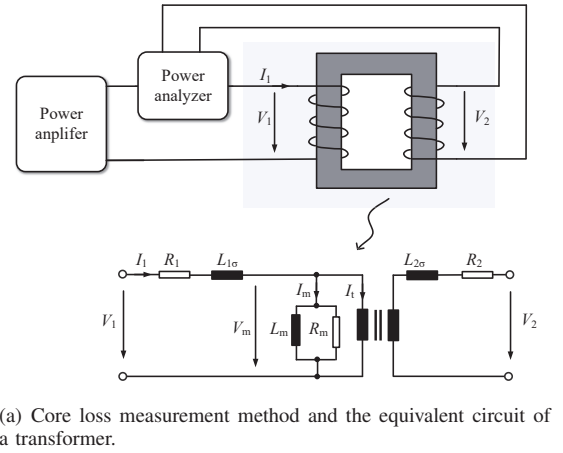 Power
analyzer
Power
anplifer
I1
V1
V2
I1 R1 L1σ
L2σ R2
Im It
V1
Vm
Lm Rm
V2
(a) Core loss measurement method and the equivalent circuit of
a transformer.